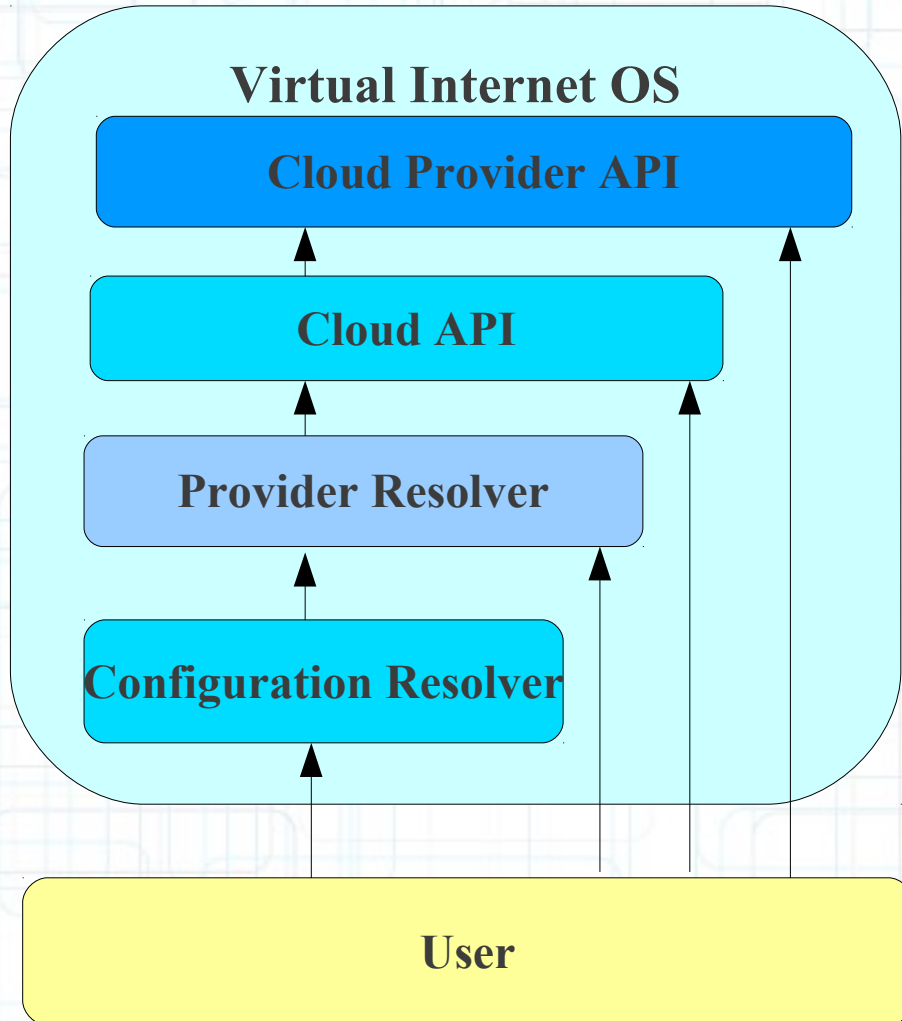 Virtual Internet OS
Cloud Provider API
Cloud API
Provider Resolver
Configuration Resolver
User